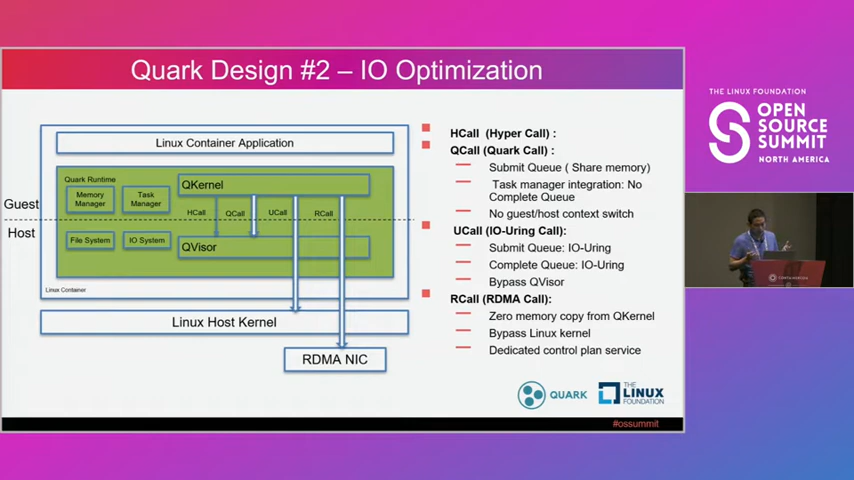 Quark Design #2 – IO Optimization
Linux Container Application
Quark Runtime
Memory
Manager
Task
Manager
QKernel
HCall
QCall
UCall
RCall
Guest
Host
File System
IO System
QVisor
Linux Container
Linux Host Kernel
RDMA NIC
HCall (Hyper Call) :
QCall (Quark Call) :
Submit Queue ( Share memory)
Task manager integration: No
Complete Queue
No guest/host context switch
UCall (IO-Uring Call):
Submit Queue: IO-Uring
Complete Queue: IO-Uring
Bypass QVisor
RCall (RDMA Call):
Zero memory copy from QKernel
Bypass Linux kernel
Dedicated control plan service
QUARK
THE
LINUX
FOUNDATION
#ossummit
THE LINUX FOUNDATION
OPEN
SOURCE
SUMMIT
NORTH AMERICA